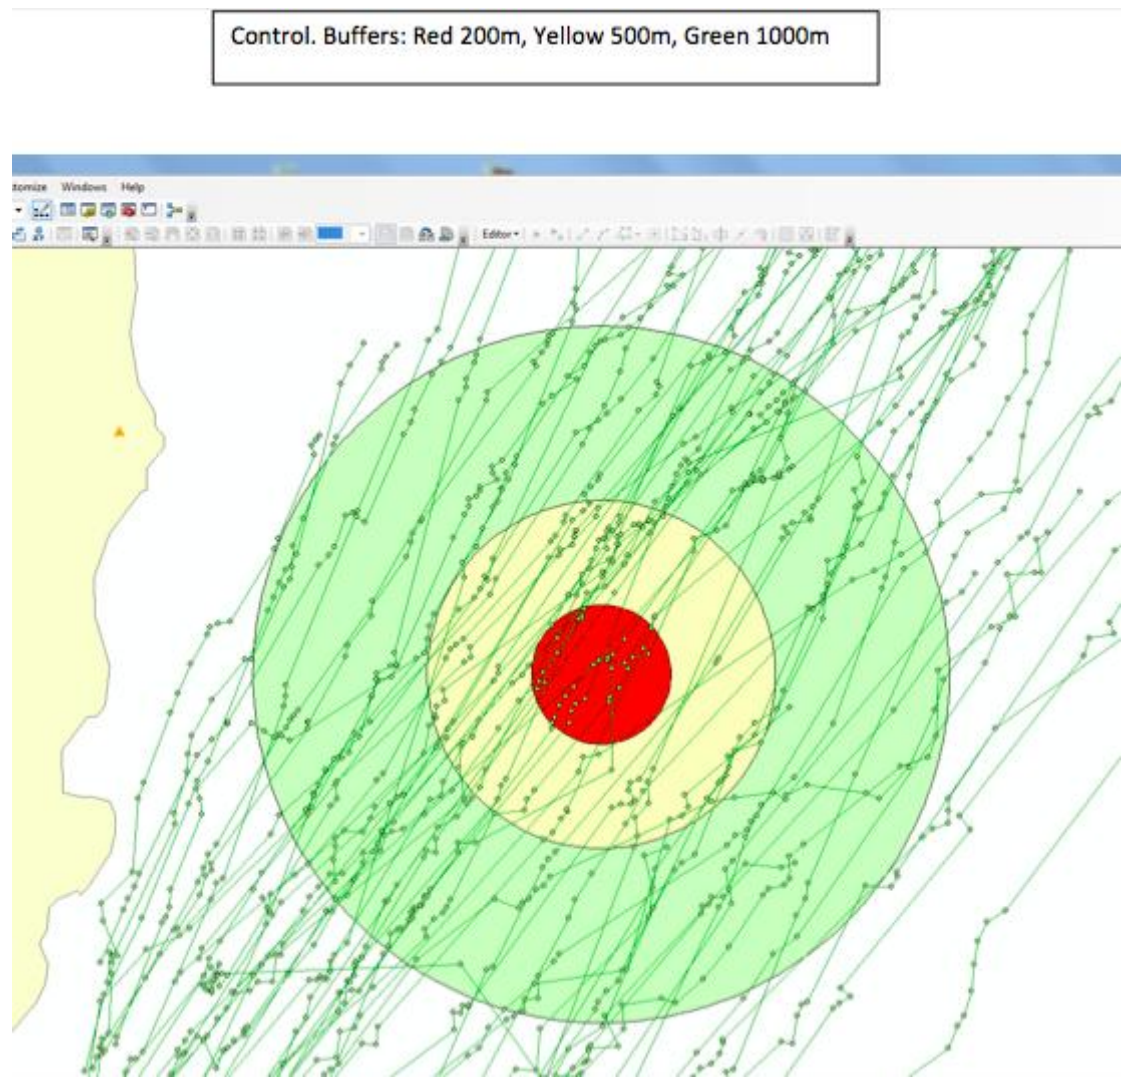 Control. Buffers: Red 200m, Yellow 500m, Green 1000m
tomize Windows Help
Editor